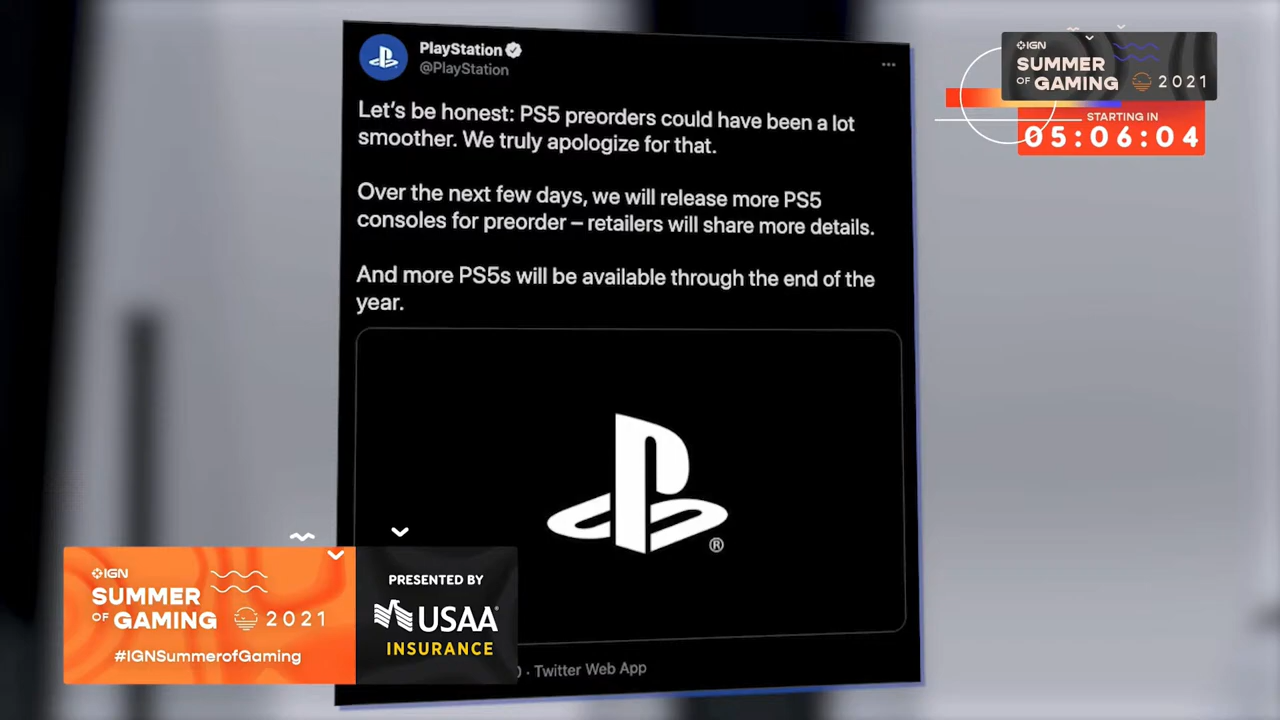 PlayStation
@PlayStation
Let's be honest: PS5 preorders could have been a lot
smoother. We truly apologize for that.
Over the next few days, we will release more PS5
consoles for preorder – retailers will share more details.
And more PS5s will be available through the end of the
year.
®
· Twitter Web App
IGN
SUMMER
OF GAMING 2021
STARTING IN
05:06:04
IGN
SUMMER
OF GAMING 2021
#IGNSummerofGaming
PRESENTED BY
USAA®
INSURANCE